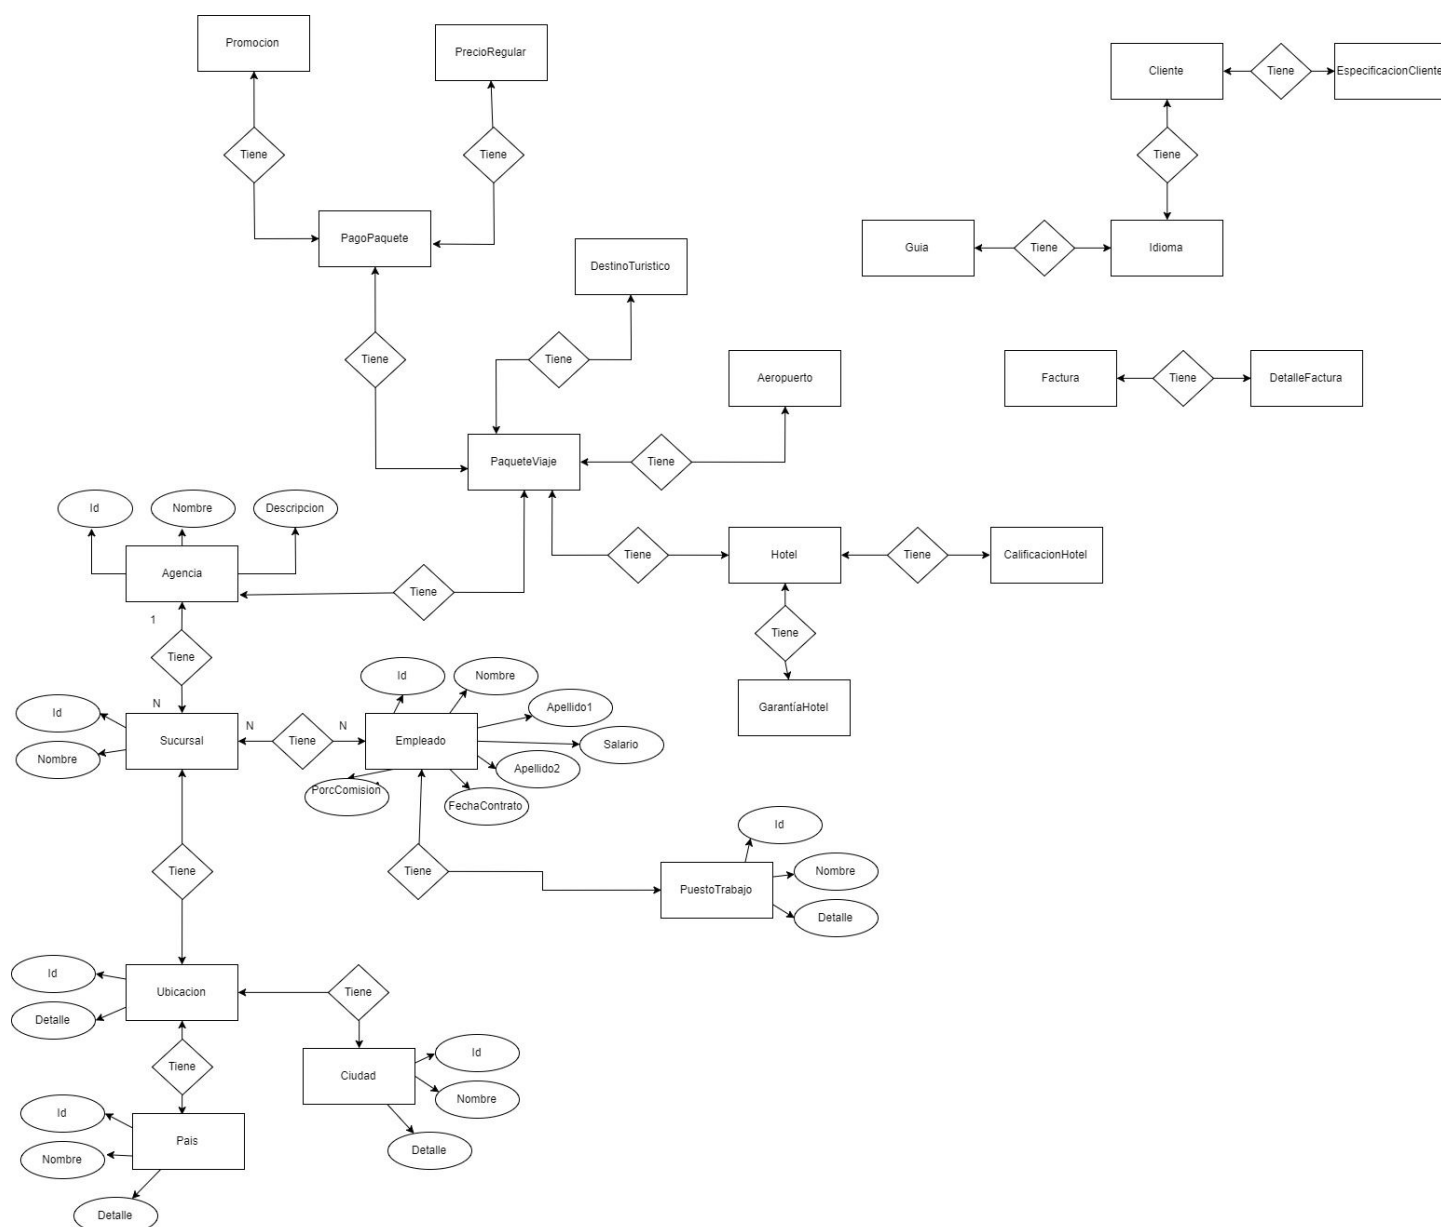 Promocion
PrecioRegular
Cliente
Tiene
EspecificacionCliente
Tiene
Tiene
Tiene
PagoPaquete
Guia
Tiene
Idioma
DestinoTuristico
Tiene
Tiene
Aeropuerto
Factura
Tiene
DetalleFactura
PaqueteViaje
Tiene
Id
Nombre
Descripcion
Agencia
Tiene
Tiene
Hotel
Tiene
CalificacionHotel
1
Tiene
Tiene
N
Id
Nombre
Sucursal
N
Tiene
N
Id
Nombre
Apellido1
Empleado
Salario
Apellido2
PorcComision
FechaContrato
GarantíaHotel
Tiene
Tiene
Id
PuestoTrabajo
Nombre
Detalle
Id
Detalle
Ubicacion
Tiene
Tiene
Ciudad
Id
Nombre
Detalle
Id
Nombre
Pais
Detalle